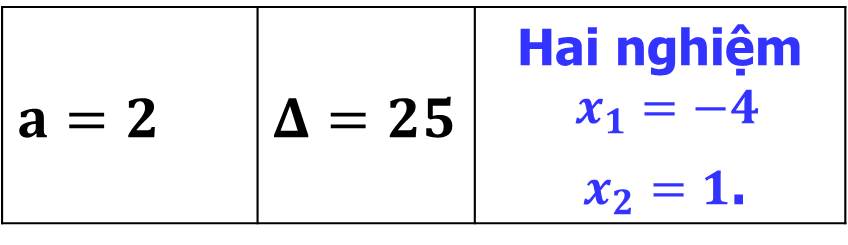 a = 2
Δ = 25
Hai nghiệm
x₁ = −4
x₂ = 1.